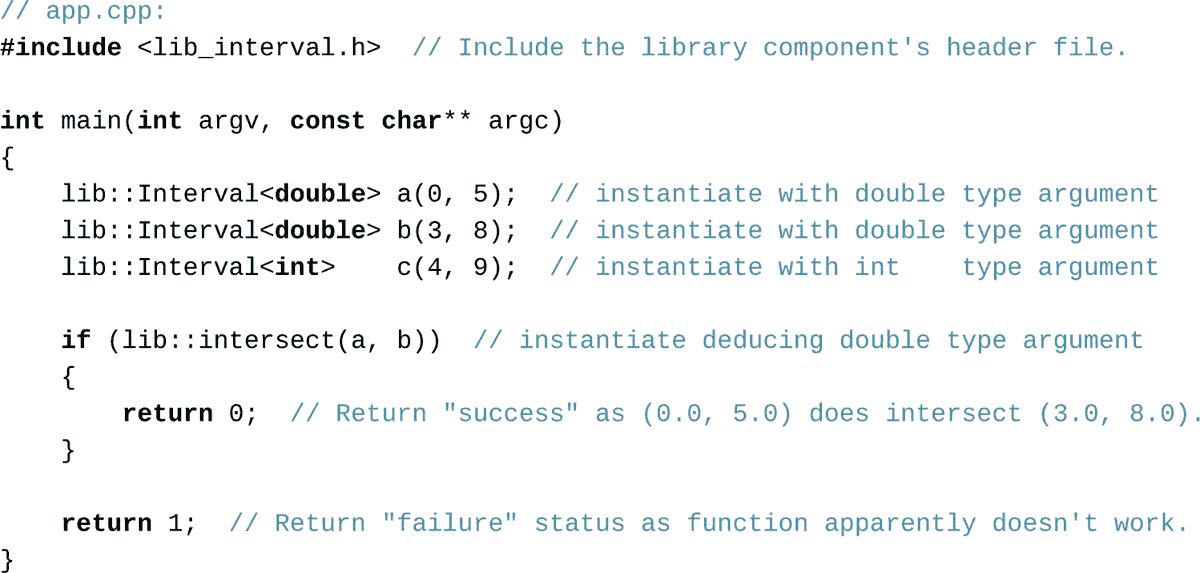 // app.cpp:
#include <lib_interval.h>  // Include the library component's header file.

int main(int argv, const char** argc)
{
    lib::Interval<double> a(0, 5);  // instantiate with double type argument
    lib::Interval<double> b(3, 8);  // instantiate with double type argument
    lib::Interval<int>    c(4, 9);  // instantiate with int    type argument

    if (lib::intersect(a, b))  // instantiate deducing double type argument
    {
        return 0;  // Return "success" as (0.0, 5.0) does intersect (3.0, 8.0).
    }

    return 1;  // Return "failure" status as function apparently doesn't work.
}